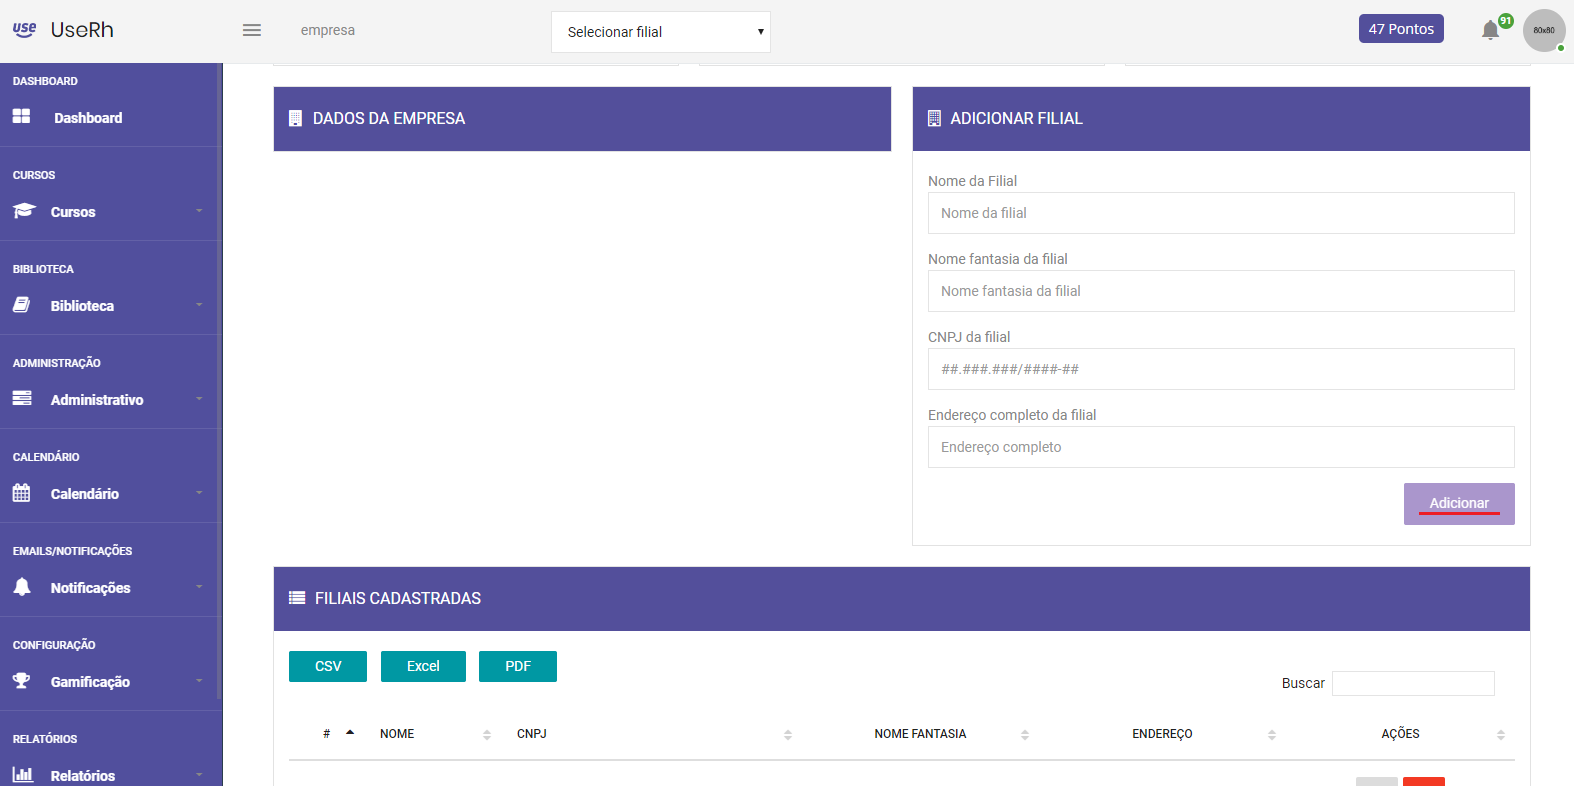 use UseRh
empresa
Selecionar filial
47 Pontos
91
80x80
DASHBOARD
Dashboard
CURSOS
Cursos
BIBLIOTECA
Biblioteca
ADMINISTRAÇÃO
Administrativo
CALENDÁRIO
Calendário
EMAILS/NOTIFICAÇÕES
Notificações
CONFIGURAÇÃO
Gamificação
RELATÓRIOS
Relatórios
DADOS DA EMPRESA
ADICIONAR FILIAL
Nome da Filial
Nome da filial
Nome fantasia da filial
Nome fantasia da filial
CNPJ da filial
##.###.###/####-##
Endereço completo da filial
Endereço completo
Adicionar
FILIAIS CADASTRADAS
CSV Excel PDF
Buscar
# NOME CNPJ NOME FANTASIA ENDEREÇO AÇÕES